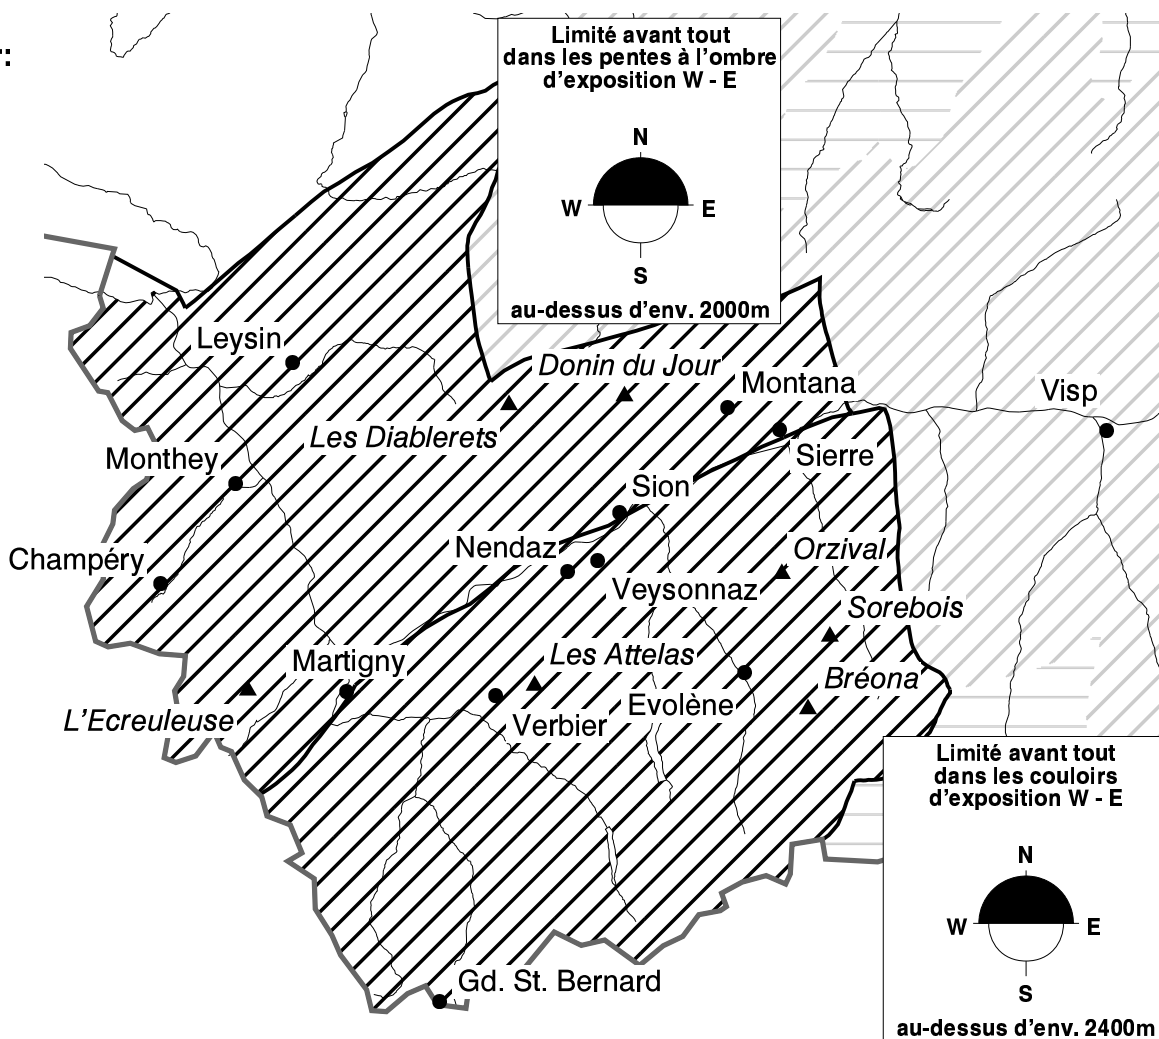 r:
Limité avant tout
dans les pentes à l'ombre
d'exposition W - E
N
W E
S
au-dessus d'env. 2000m
Leysin
Donin du Jour
Montana
Visp
Les Diablerets
Sierre
Monthey
Sion
Nendaz
Orzival
Champéry
Veysonnaz
Sorebois
Martigny
Les Attelas
Bréona
L'Ecreuleuse
Verbier
Evolène
Limité avant tout
dans les couloirs
d'exposition W - E
N
W E
S
au-dessus d'env. 2400m
Gd. St. Bernard